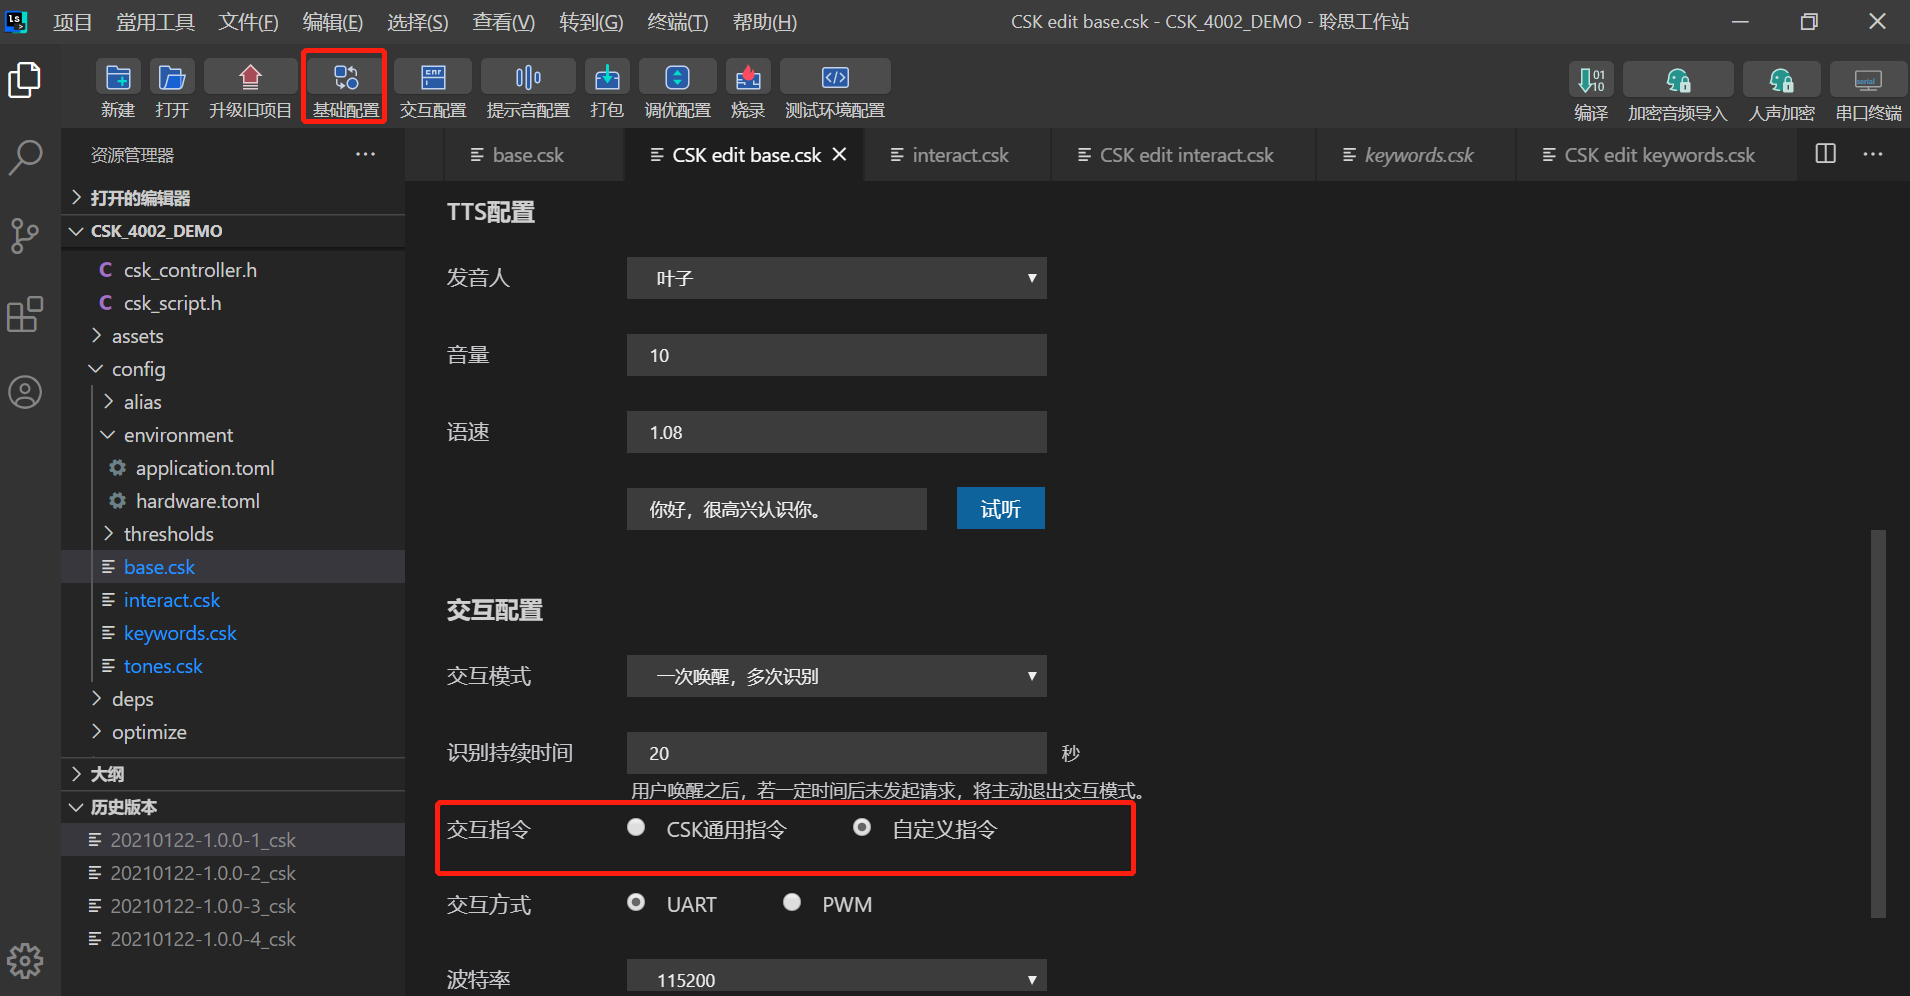 项目 常用工具 文件(F) 编辑(E) 选择(S) 查看(V) 转到(G) 终端(T) 帮助(H) CSK edit base.csk - CSK_4002_DEMO - 聆思工作站
新建 打开 升级旧项目 基础配置 交互配置 提示音配置 打包 调优配置 烧录 测试环境配置 编译 加密音频导入 人声加密 串口终端
资源管理器
base.csk CSK edit base.csk interact.csk CSK edit interact.csk keywords.csk CSK edit keywords.csk
打开的编辑器
CSK_4002_DEMO
csk_controller.h
csk_script.h
assets
config
alias
environment
application.toml
hardware.toml
thresholds
base.csk
interact.csk
keywords.csk
tones.csk
deps
optimize
大纲
历史版本
20210122-1.0.0-1_csk
20210122-1.0.0-2_csk
20210122-1.0.0-3_csk
20210122-1.0.0-4_csk
TTS配置
发音人 叶子
音量 10
语速 1.08
你好，很高兴认识你。 试听
交互配置
交互模式 一次唤醒，多次识别
识别持续时间 20 秒
用户唤醒之后，若一定时间后未发起请求，将主动退出交互模式。
交互指令 CSK通用指令 自定义指令
交互方式 UART PWM
波特率 115200